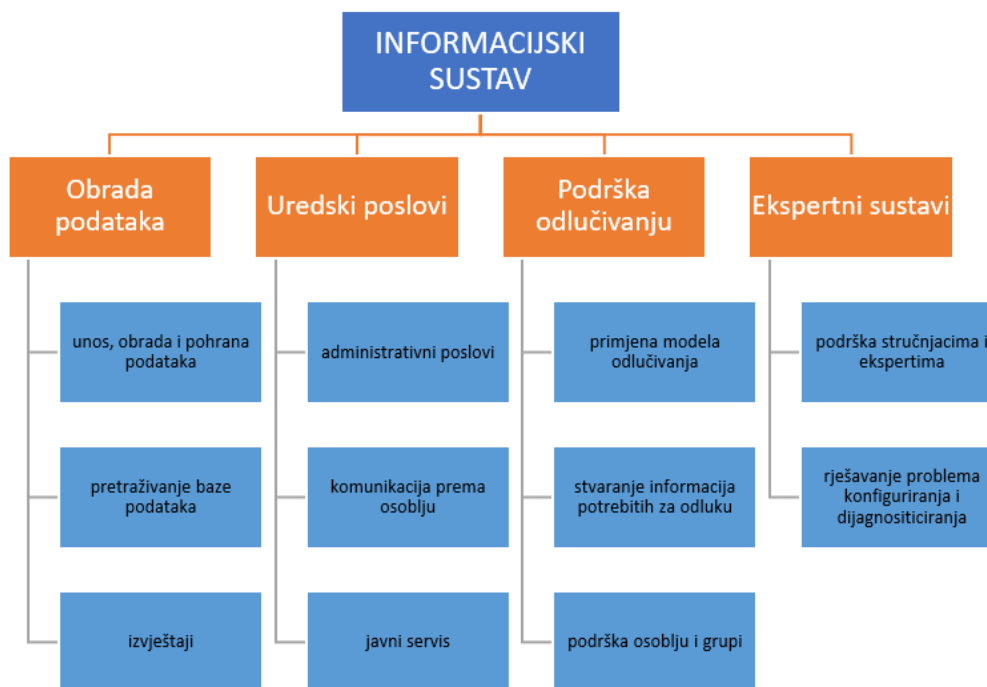 INFORMACIJSKI
SUSTAV
Obrada
podataka
Uredski poslovi
Podrška
odlučivanju
Ekspertni sustavi
unos, obrada i pohrana
podataka
administrativni poslovi
primjena modela
odlučivanja
podrška stručnjacima i
ekspertima
pretraživanje baze
podataka
komunikacija prema
osoblju
stvaranje informacija
potrebitih za odluku
rješavanje problema
konfiguriranja i
dijagnositiciranja
izvještaji
javni servis
podrška osoblju i grupi